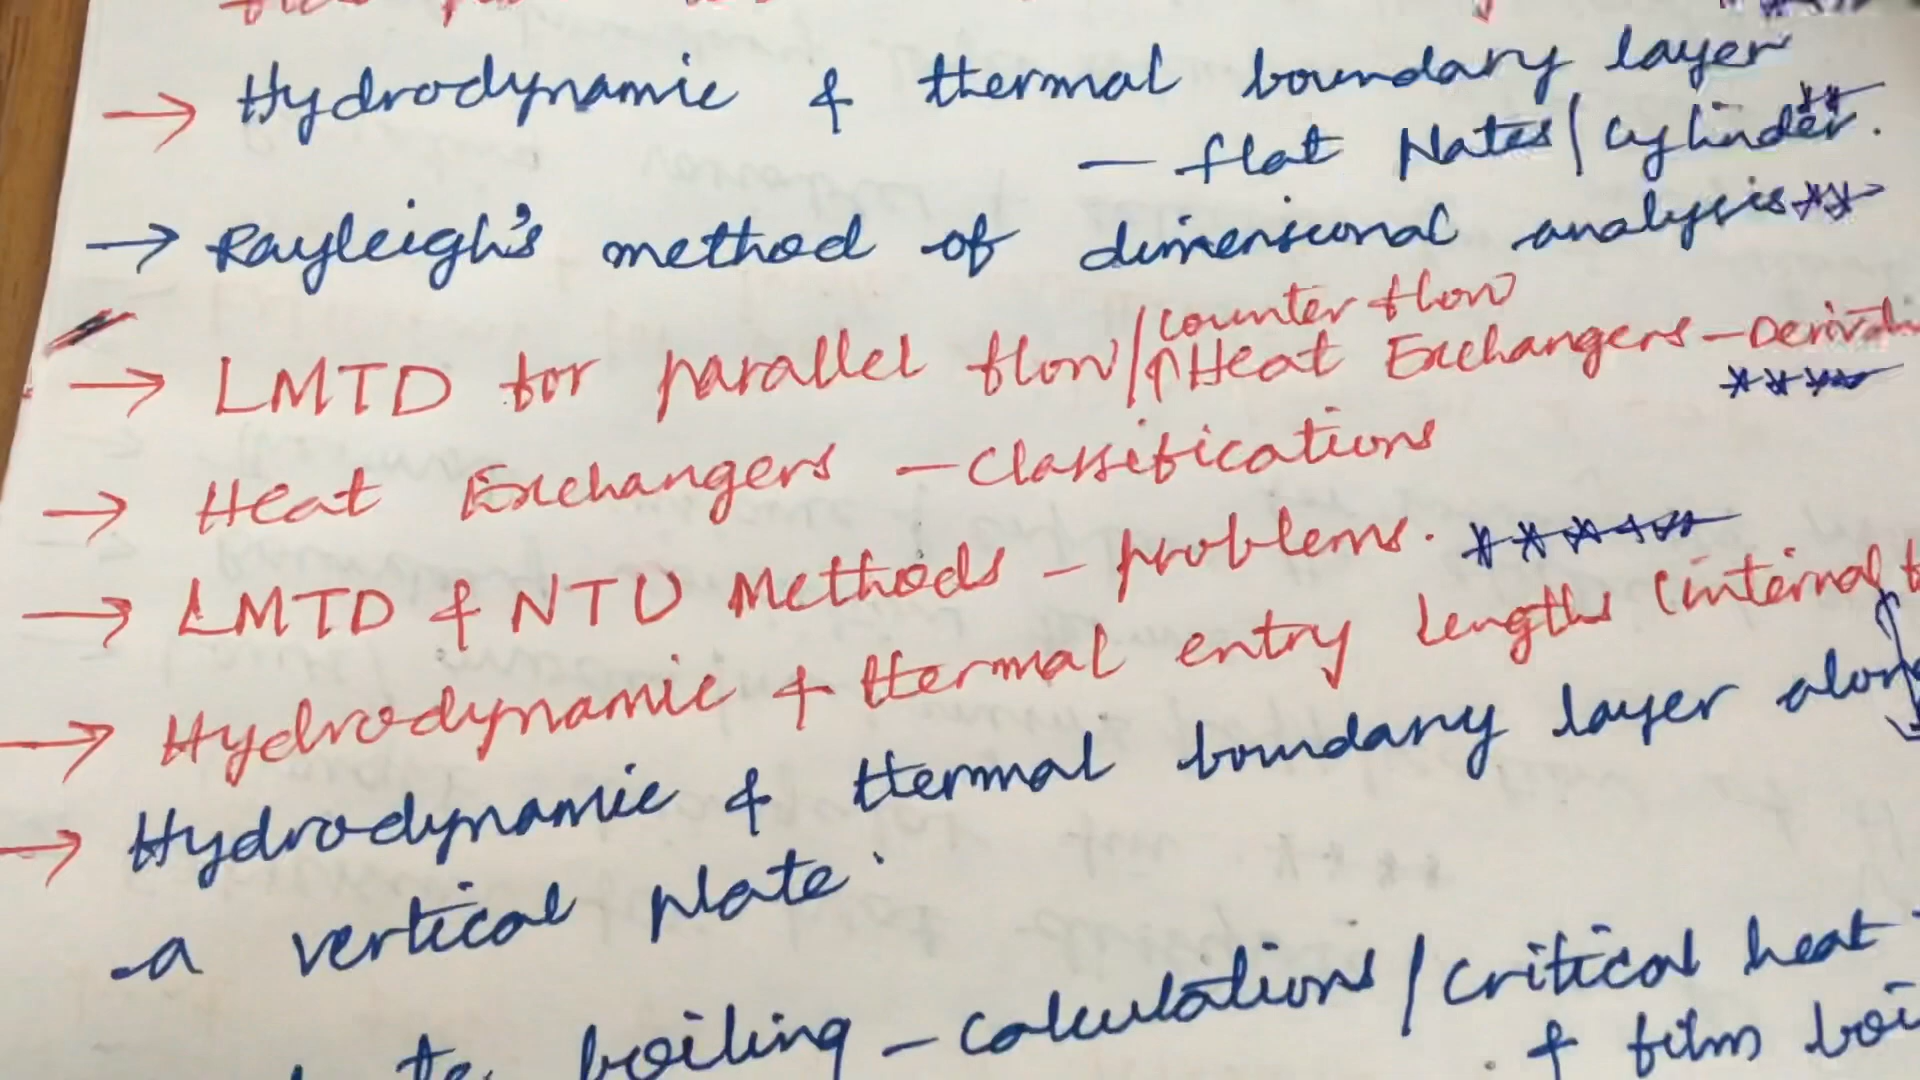 → Hydrodynamic & thermal boundary layer
— flat Plates/cylinder. **
→ Rayleigh's method of dimensional analysis **
counter flow
→ LMTD for parallel flow/↑Heat Exchangers - Derivati
****
→ Heat Exchangers - Classifications
→ LMTD & NTU Methods - problems. *****
→ Hydrodynamic & thermal entry lengths (internal f
→ Hydrodynamic & thermal boundary layer along
a vertical plate.
boiling - calculations / critical heat
& film boi